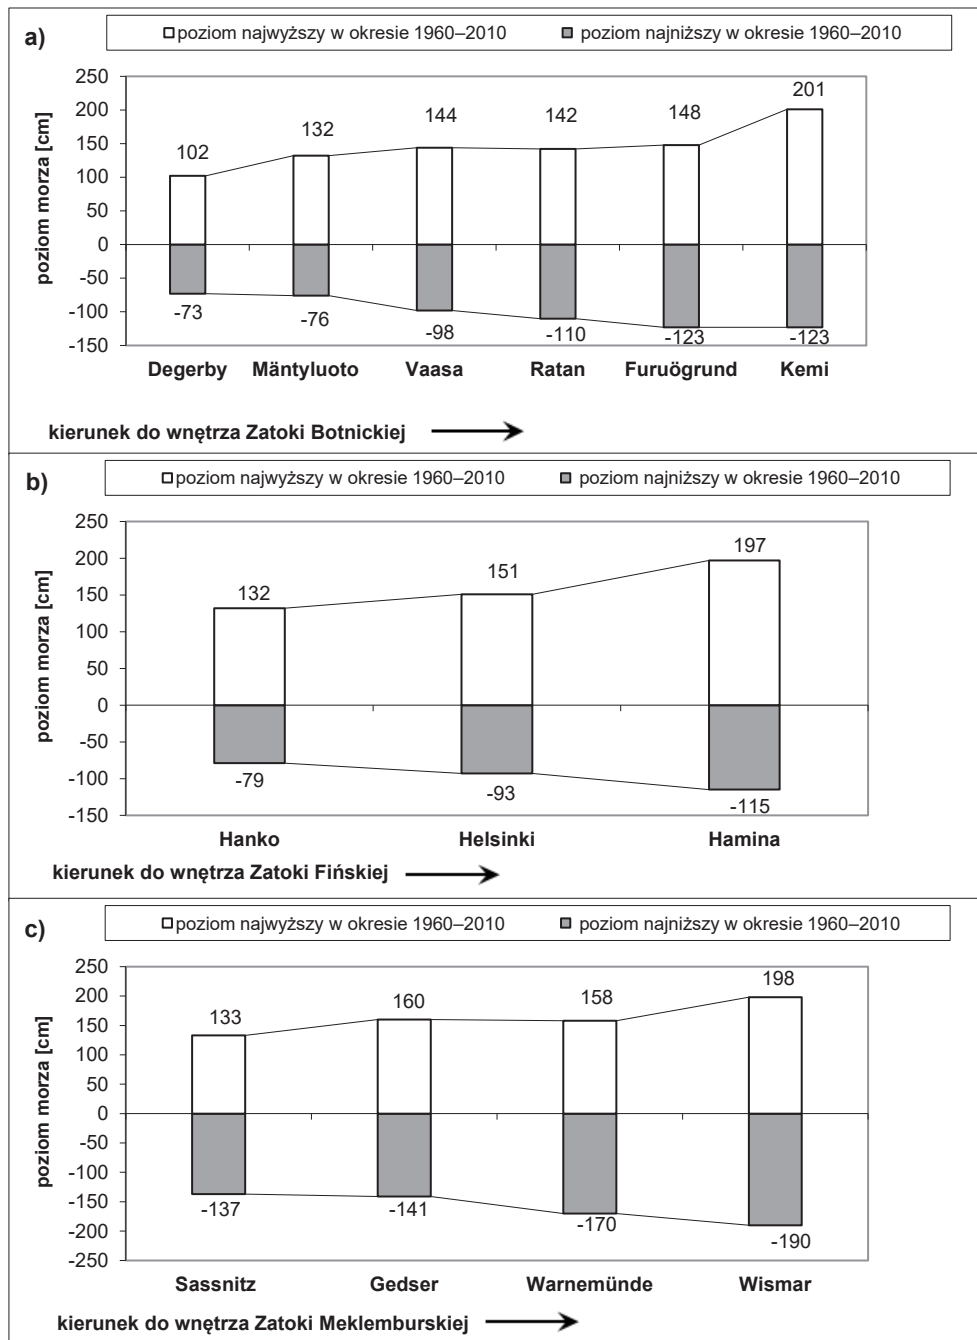 a)
poziom najwyższy w okresie 1960–2010 poziom najniższy w okresie 1960–2010
poziom morza [cm]
250
200
150
100
50
0
-50
-100
-150
102 132 144 142 148 201
-73 -76 -98 -110 -123 -123
Degerby Mäntyluoto Vaasa Ratan Furuögrund Kemi
kierunek do wnętrza Zatoki Botnickiej
b)
poziom najwyższy w okresie 1960–2010 poziom najniższy w okresie 1960–2010
poziom morza [cm]
250
200
150
100
50
0
-50
-100
-150
132 151 197
-79 -93 -115
Hanko Helsinki Hamina
kierunek do wnętrza Zatoki Fińskiej
c)
poziom najwyższy w okresie 1960–2010 poziom najniższy w okresie 1960–2010
poziom morza [cm]
250
200
150
100
50
0
-50
-100
-150
-200
-250
133 160 158 198
-137 -141 -170 -190
Sassnitz Gedser Warnemünde Wismar
kierunek do wnętrza Zatoki Meklemburskiej